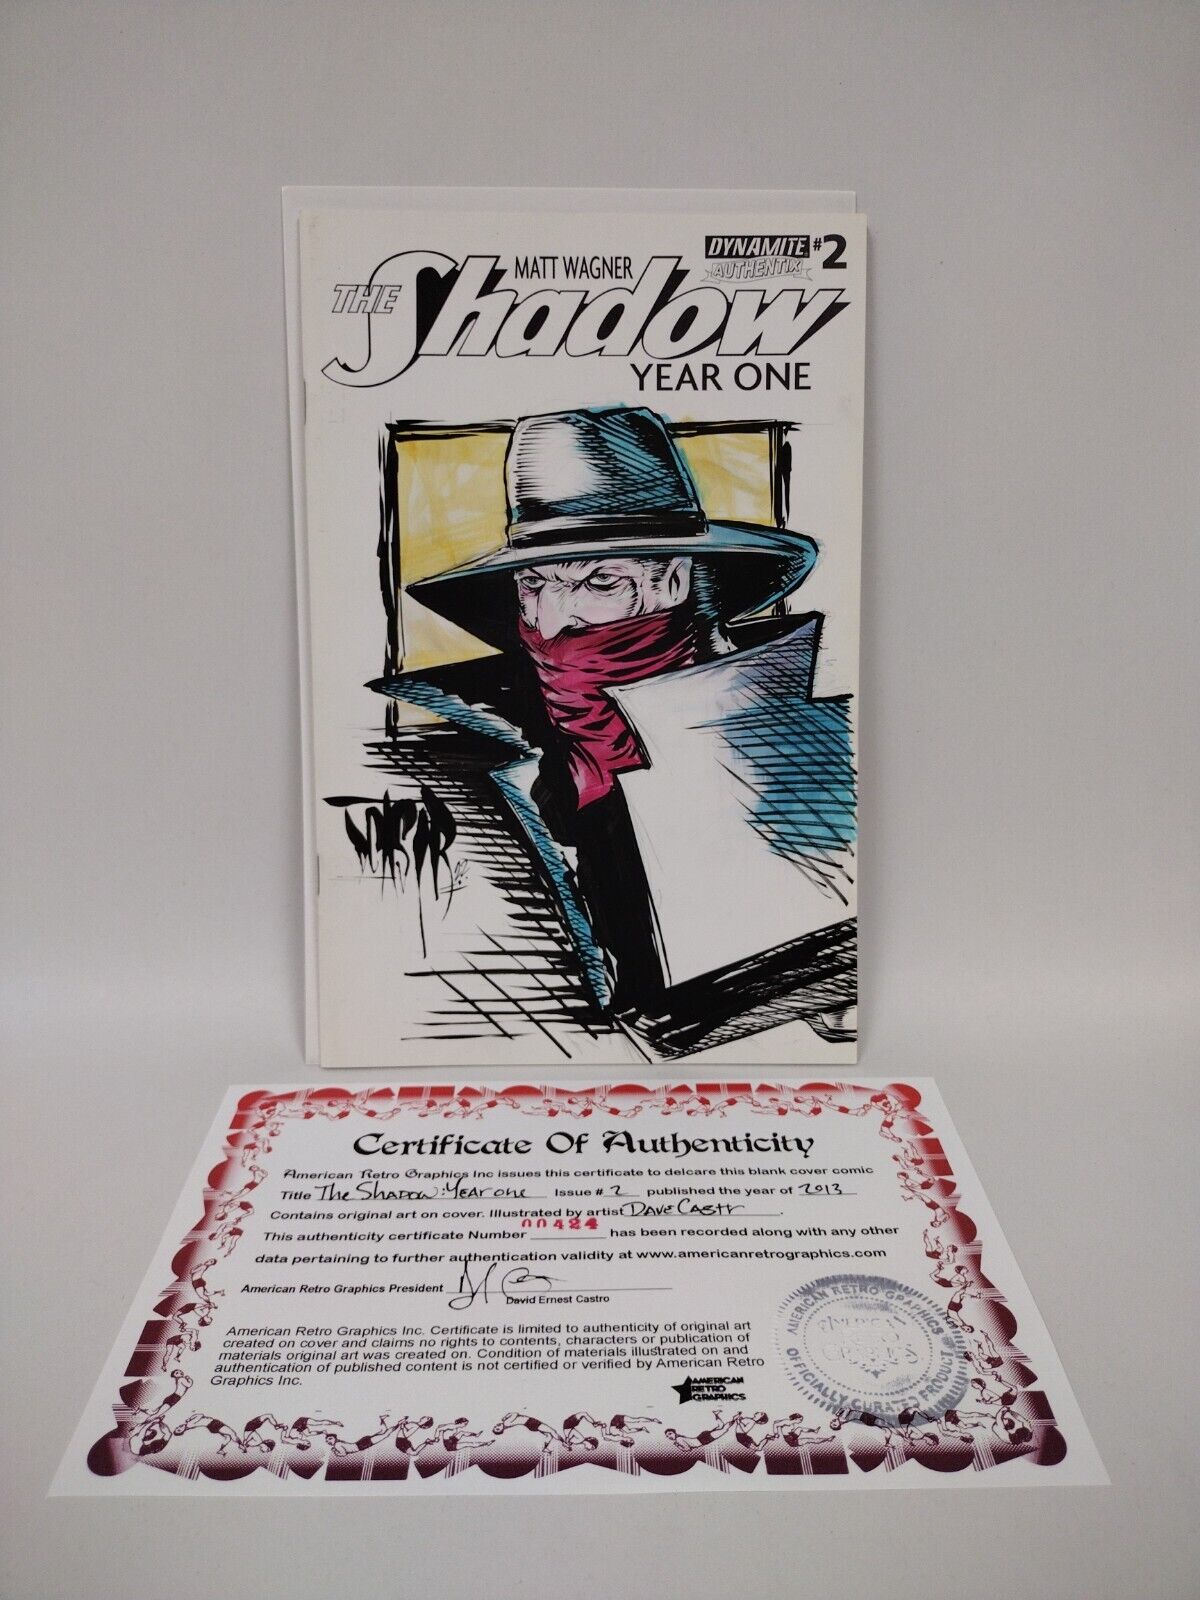 MATT WAGNER
DYNAMITE
AUTHENTIX
#2
THE Shadow
YEAR ONE
Certificate Of Authenticity
American Retro Graphics Inc issues this certificate to delcare this blank cover comic
Title The Shadow: Year one Issue # 2 published the year of 2013
Contains original art on cover. Illustrated by artist Dave Castr .
This authenticity certificate Number 00424 has been recorded along with any other
data pertaining to further authentication validity at www.americanretrographics.com
American Retro Graphics President
David Ernest Castro
American Retro Graphics Inc. Certificate is limited to authenticity of original art
created on cover and claims no rights to contents, characters or publication of
materials original art was created on. Condition of materials illustrated on and
authentication of published content is not certified or verified by American Retro
Graphics Inc.
AMERICAN
RETRO
GRAPHICS
AMERICAN RETRO GRAPHICS
OFFICIALLY CURATED PRODUCT